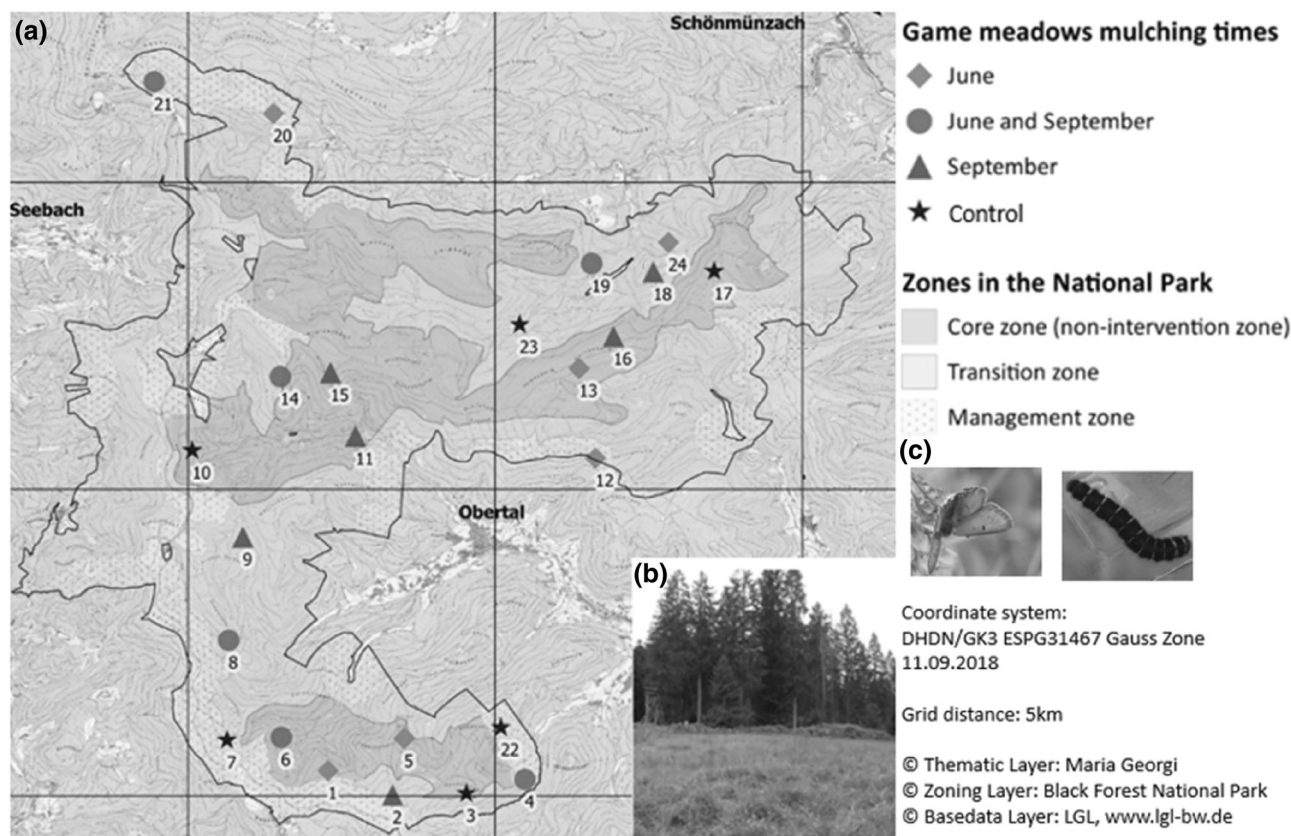 (a)
Schönmünzach
21
20
Seebach
24
19
18
17
23
16
13
14
15
11
10
12
Obertal
9
8
22
7
6
5
1
4
2
3
(b)
Game meadows mulching times
June
June and September
September
Control
Zones in the National Park
Core zone (non-intervention zone)
Transition zone
Management zone
(c)
Coordinate system:
DHDN/GK3 ESPG31467 Gauss Zone
11.09.2018
Grid distance: 5km
© Thematic Layer: Maria Georgi
© Zoning Layer: Black Forest National Park
© Basedata Layer: LGL, www.lgl-bw.de